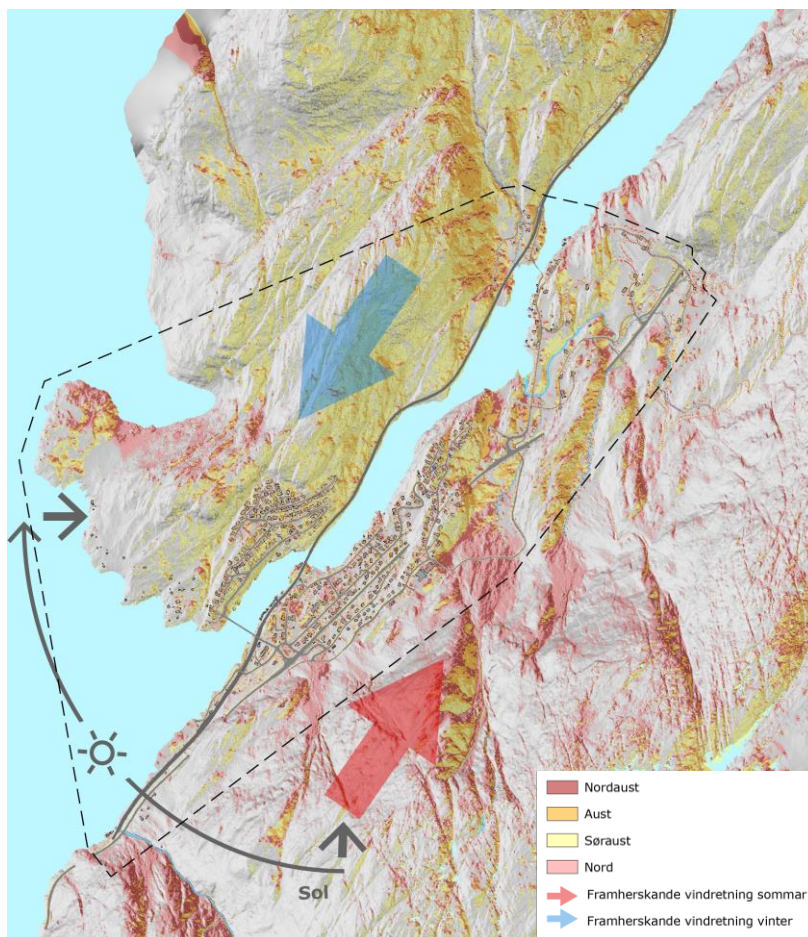 Sol
Nordaust
Aust
Søraust
Nord
Framherskande vindretning sommar
Framherskande vindretning vinter